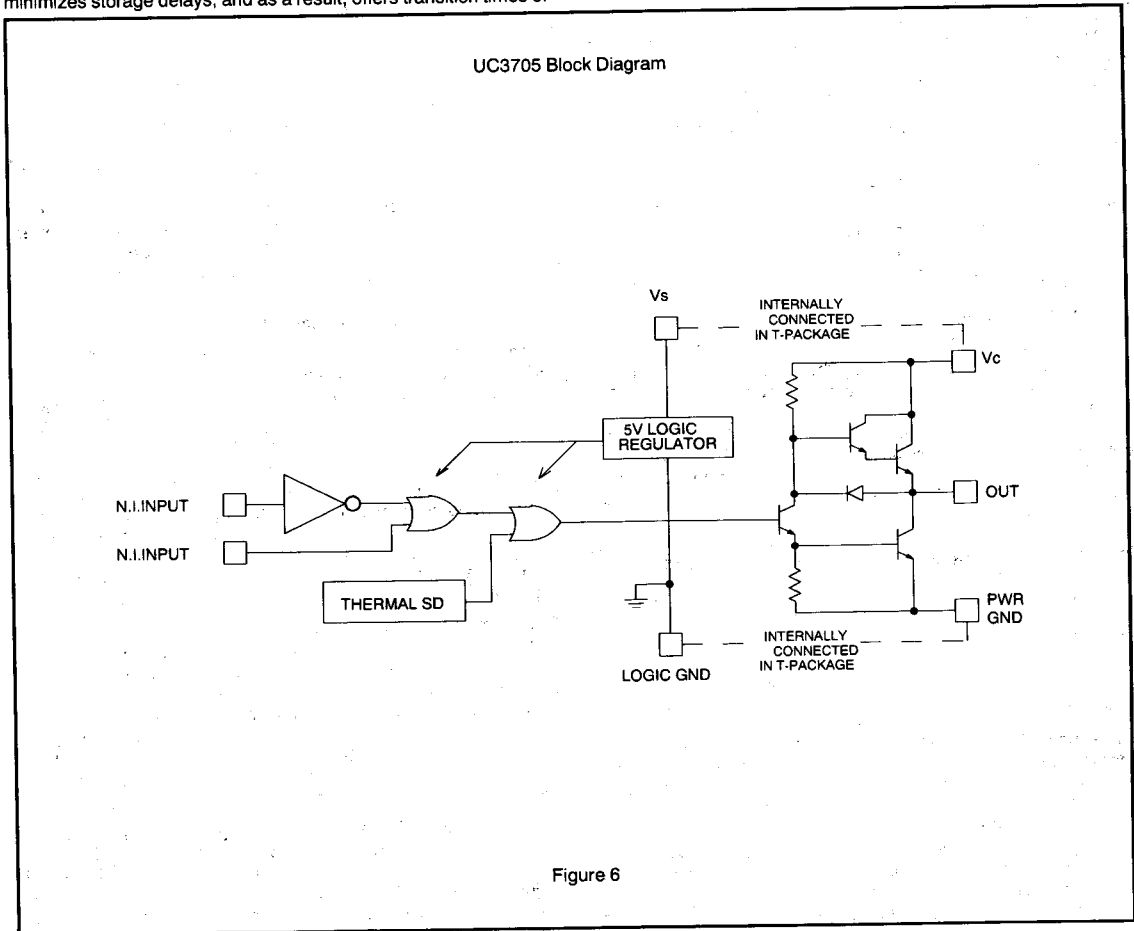 minimizes storage delays, and as a result, offers transition times of
UC3705 Block Diagram
Vs
INTERNALLY
CONNECTED
IN T-PACKAGE
Vc
5V LOGIC
REGULATOR
N.I.INPUT
OUT
N.I.INPUT
THERMAL SD
PWR
GND
INTERNALLY
CONNECTED
IN T-PACKAGE
LOGIC GND
Figure 6